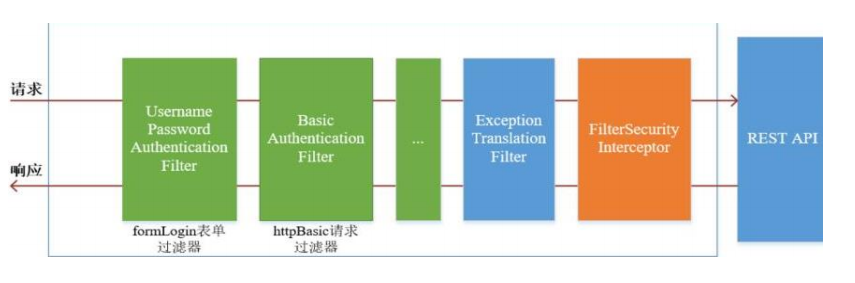 请求
响应
Username
Password
Authentication
Filter
formLogin表单
过滤器
Basic
Authentication
Filter
httpBasic请求
过滤器
...
Exception
Translation
Filter
FilterSecurity
Interceptor
REST API